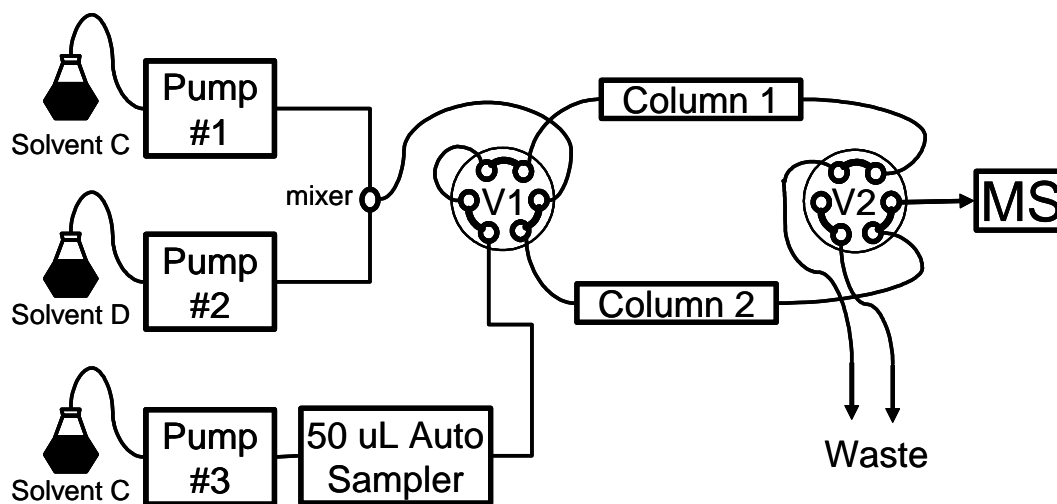 Pump
#1
Solvent C
Column 1
mixer
V1
V2
MS
Pump
#2
Solvent D
Column 2
Pump
#3
Solvent C
50 uL Auto
Sampler
Waste